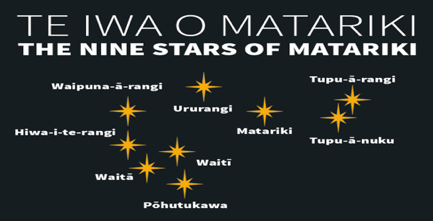 TE IWA O MATARIKI
THE NINE STARS OF MATARIKI
Waipuna-ā-rangi
Ururangi
Tupu-ā-rangi
Hiwa-i-te-rangi
Matariki
Tupu-ā-nuku
Waitī
Waitā
Pōhutukawa